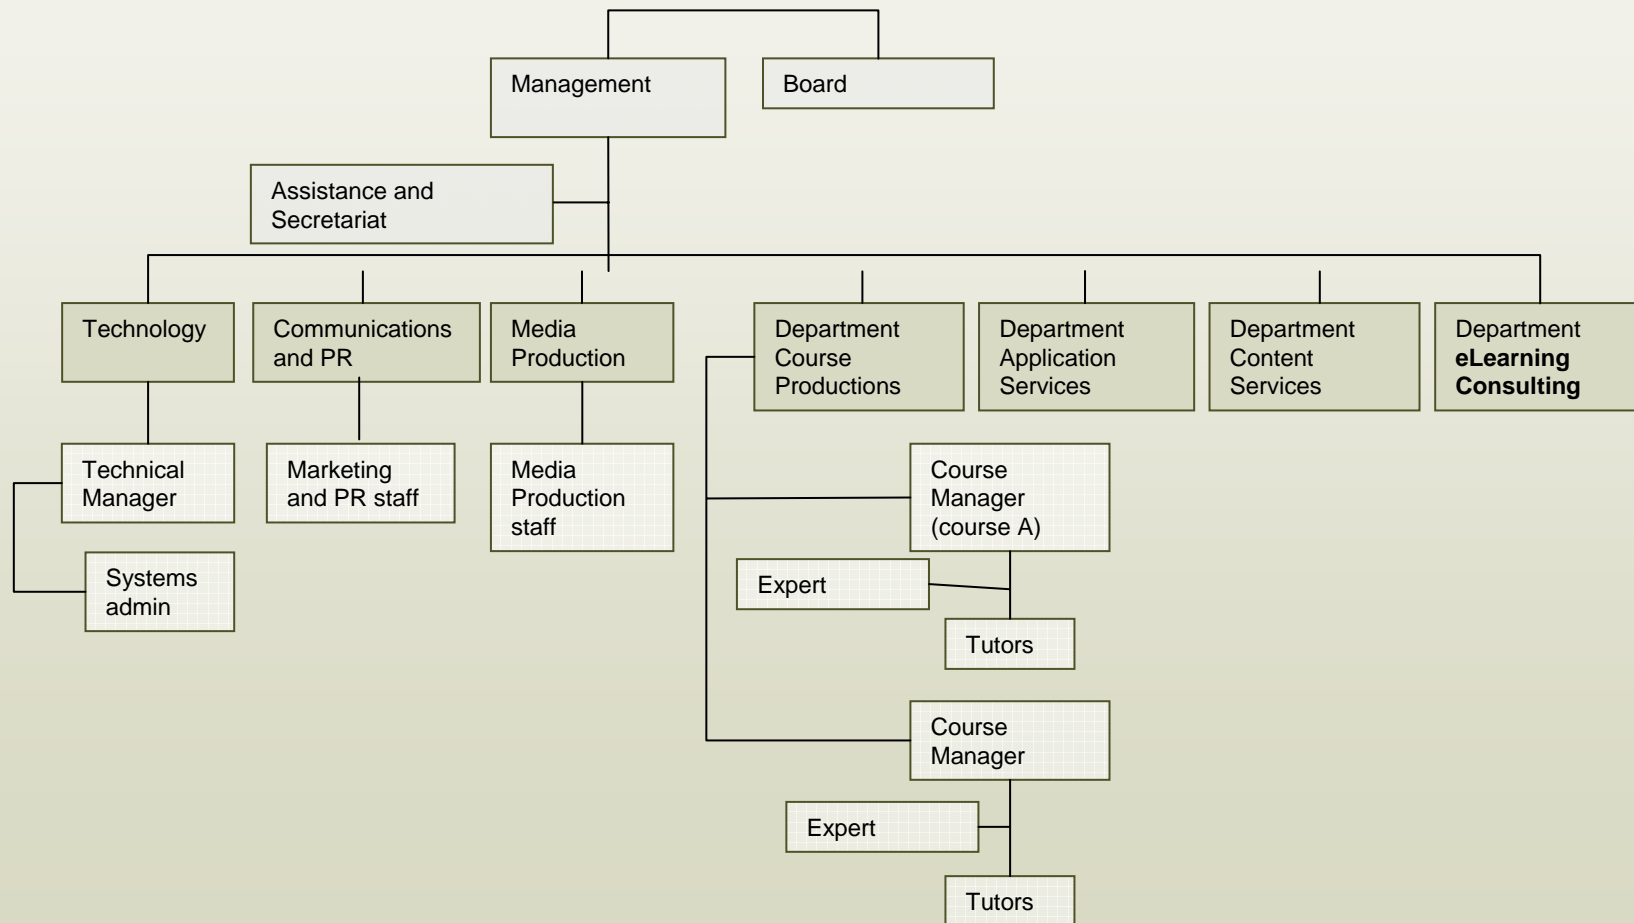 Management
Board
Assistance and
Secretariat
Technology
Communications
and PR
Media
Production
Department
Course
Productions
Department
Application
Services
Department
Content
Services
Department
eLearning
Consulting
Technical
Manager
Marketing
and PR staff
Media
Production
staff
Course
Manager
(course A)
Systems
admin
Expert
Tutors
Course
Manager
Expert
Tutors